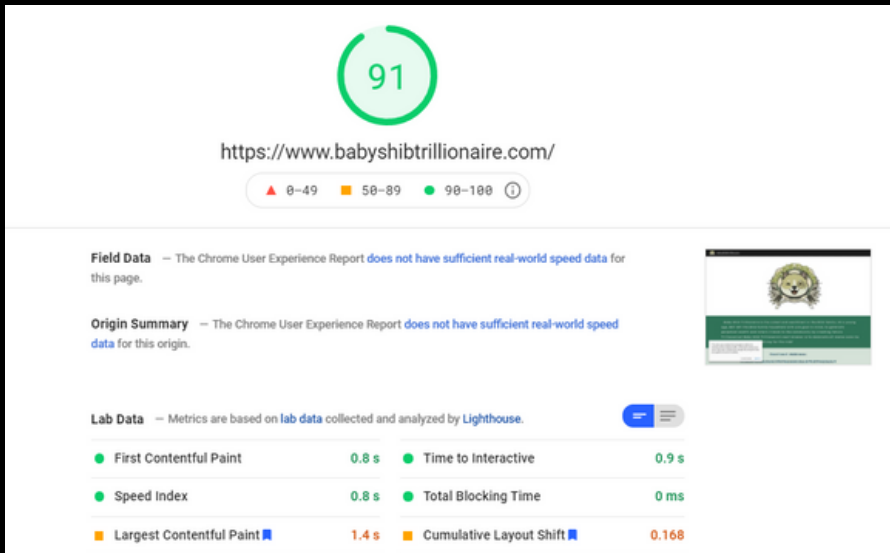 91
https://www.babyshibtrillionaire.com/
0–49 50–89 90–100
Field Data — The Chrome User Experience Report does not have sufficient real-world speed data for
this page.
Origin Summary — The Chrome User Experience Report does not have sufficient real-world speed
data for this origin.
Lab Data — Metrics are based on lab data collected and analyzed by Lighthouse.
First Contentful Paint 0.8 s Time to Interactive 0.9 s
Speed Index 0.8 s Total Blocking Time 0 ms
Largest Contentful Paint 1.4 s Cumulative Layout Shift 0.168